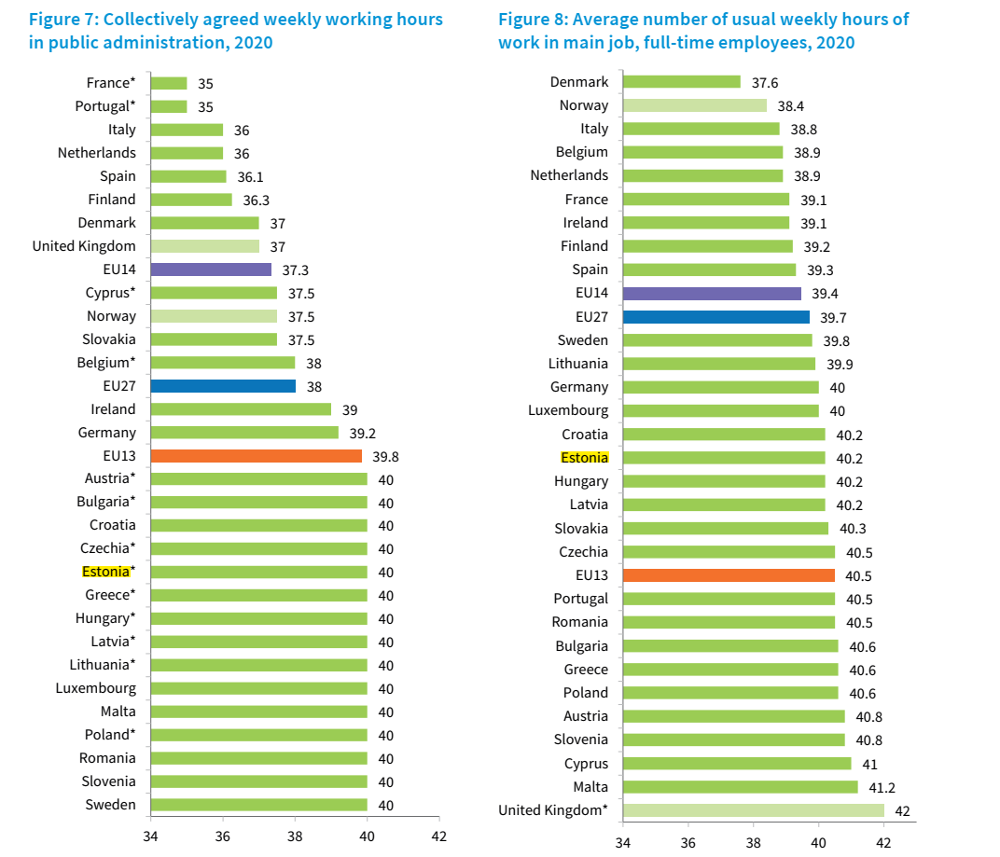 Figure 7: Collectively agreed weekly working hours
in public administration, 2020
France* 35
Portugal* 35
Italy 36
Netherlands 36
Spain 36.1
Finland 36.3
Denmark 37
United Kingdom 37
EU14 37.3
Cyprus* 37.5
Norway 37.5
Slovakia 37.5
Belgium* 38
EU27 38
Ireland 39
Germany 39.2
EU13 39.8
Austria* 40
Bulgaria* 40
Croatia 40
Czechia* 40
Estonia* 40
Greece* 40
Hungary* 40
Latvia* 40
Lithuania* 40
Luxembourg 40
Malta 40
Poland* 40
Romania 40
Slovenia 40
Sweden 40
34 36 38 40 42
Figure 8: Average number of usual weekly hours of
work in main job, full-time employees, 2020
Denmark 37.6
Norway 38.4
Italy 38.8
Belgium 38.9
Netherlands 38.9
France 39.1
Ireland 39.1
Finland 39.2
Spain 39.3
EU14 39.4
EU27 39.7
Sweden 39.8
Lithuania 39.9
Germany 40
Luxembourg 40
Croatia 40.2
Estonia 40.2
Hungary 40.2
Latvia 40.2
Slovakia 40.3
Czechia 40.5
EU13 40.5
Portugal 40.5
Romania 40.5
Bulgaria 40.6
Greece 40.6
Poland 40.6
Austria 40.8
Slovenia 40.8
Cyprus 41
Malta 41.2
United Kingdom* 42
34 36 38 40 42